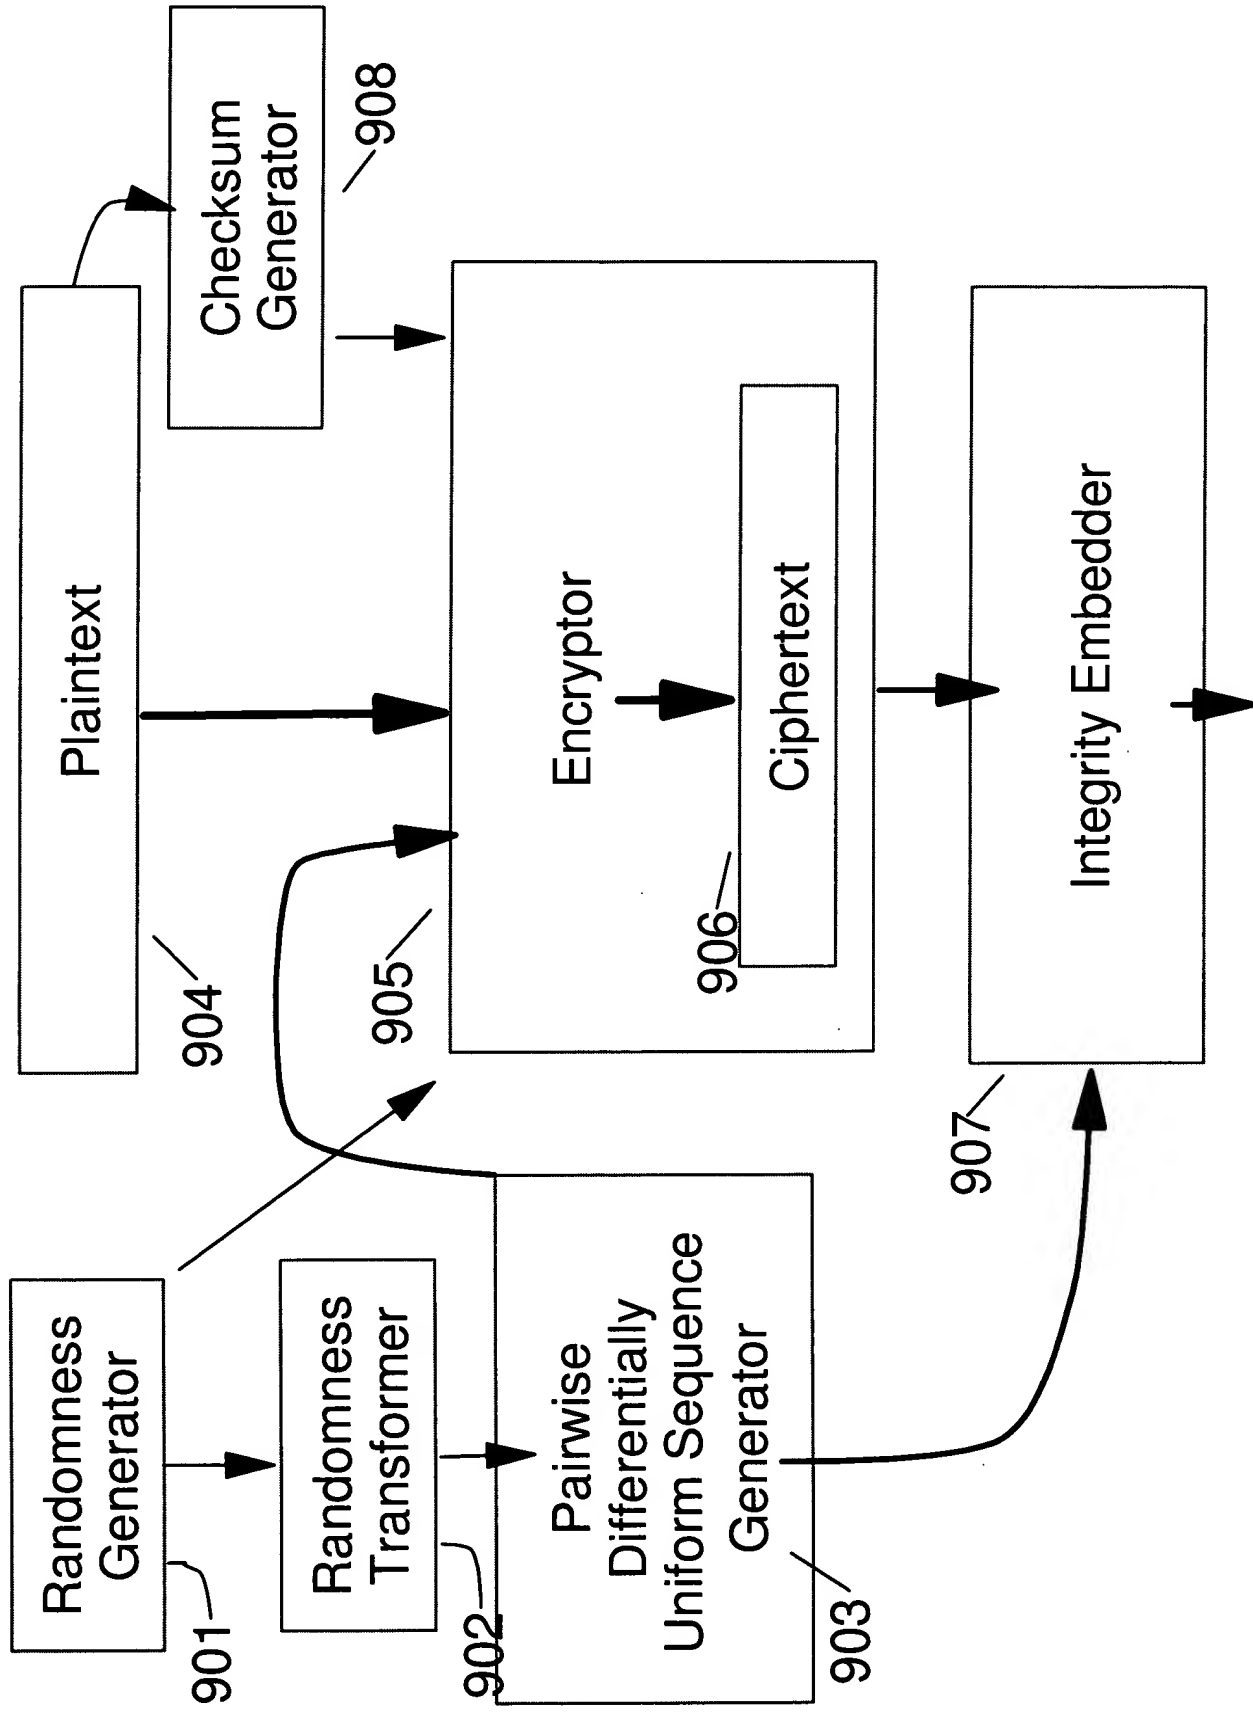 Randomness
Generator
901
Randomness
Transformer
902
Pairwise
Differentially
Uniform Sequence
Generator
903
Plaintext
904
Checksum
Generator
908
905
Encryptor
906
Ciphertext
907
Integrity Embedder